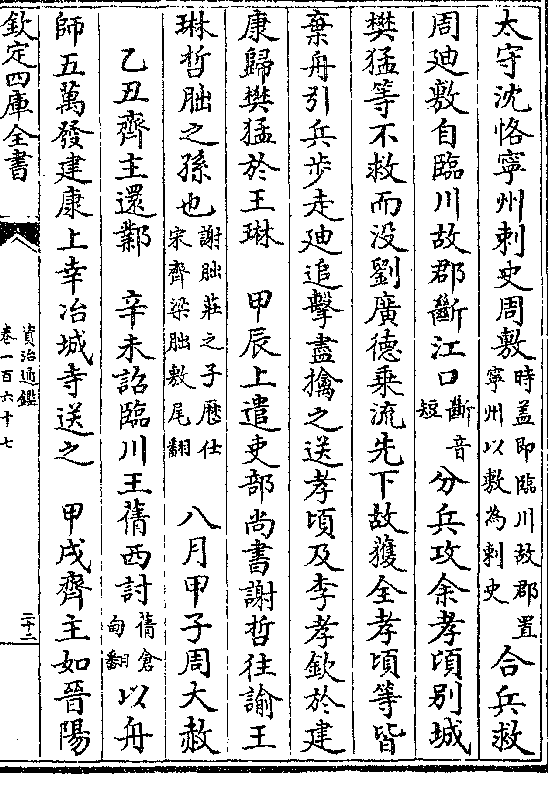 太守沈恪寧州刺史周敷時蓋即臨川故郡置寧州以敷為刺史合兵救
周廸敷自臨川故郡斷江口斷音短分兵攻余孝頃别城
樊猛等不救而没劉廣德乗流先下故獲全孝頃等皆
棄舟引兵步走廸追擊盡擒之送孝頃及李孝欽於建
康歸樊猛於王琳　甲辰上遣吏部尚書謝哲往諭王
琳哲朏之孫也謝朏莊之子歴仕宋齊梁朏敷尾翻　八月甲子周大赦
乙丑齊主還鄴　辛未詔臨川王蒨西討蒨倉甸翻以舟
師五萬發建康上幸冶城寺送之　甲戌齊主如晉陽
欽定四庫全書
資治通鑑
卷一百六十七
三十二